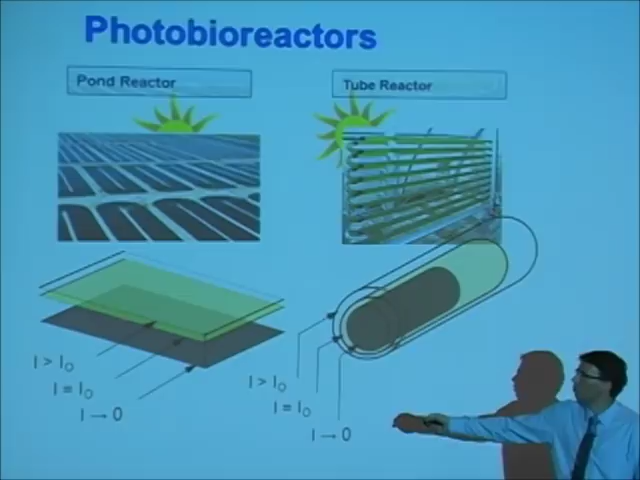 Photobioreactors
Pond Reactor
Tube Reactor
I > I₀
I = I₀
I → 0
I > I₀
I = I₀
I → 0